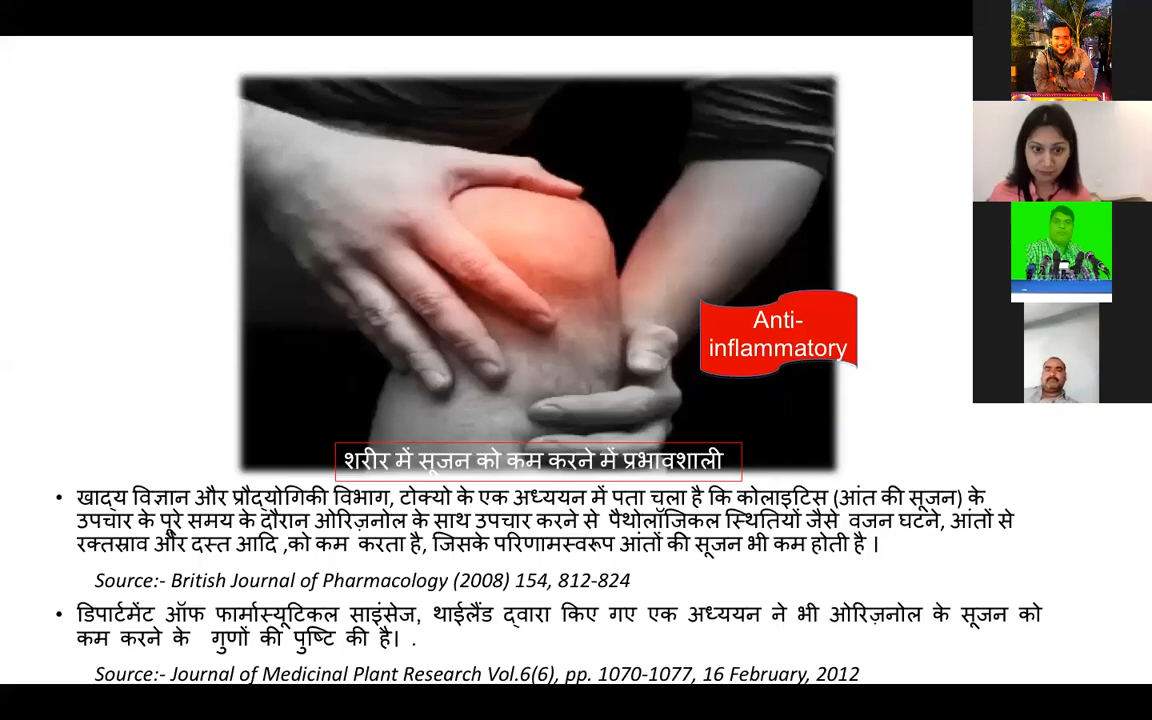 Anti-
inflammatory
शरीर में सूजन को कम करने में प्रभावशाली
• खाद्य विज्ञान और प्रौद्योगिकी विभाग, टोक्यो के एक अध्ययन में पता चला है कि कोलाइटिस (आंत की सूजन) के
उपचार के पूरे समय के दौरान ओरिज़नोल के साथ उपचार करने से पैथोलॉजिकल स्थितियों जैसे वजन घटने, आंतों से
रक्तस्राव और दस्त आदि ,को कम करता है, जिसके परिणामस्वरूप आंतों की सूजन भी कम होती है ।
Source:- British Journal of Pharmacology (2008) 154, 812-824
• डिपार्टमेंट ऑफ फार्मास्यूटिकल साइंसेज, थाईलैंड द्वारा किए गए एक अध्ययन ने भी ओरिज़नोल के सूजन को
कम करने के गुणों की पुष्टि की है। .
Source:- Journal of Medicinal Plant Research Vol.6(6), pp. 1070-1077, 16 February, 2012